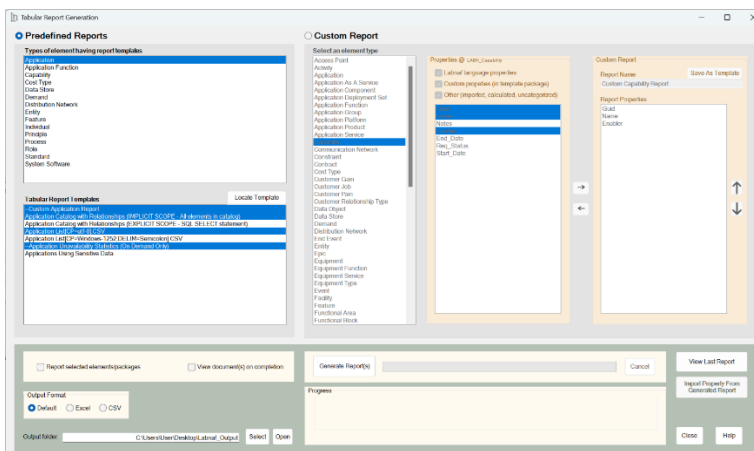 Tabular Report Generation
Predefined Reports
Types of element having report templates
Application
Application Function
Capability
Cost Type
Data Component
Demand
Distribution Network
Entity
Feature
Individual
Principle
Process
Role
Standard
System Software
Tabular Report Templates
Locate Template
--Custom Application Report
Application Catalog with Relationships (IMPLICIT SCOPE - All elements in catalog)
Application Catalog with Relationships (EXPLICIT SCOPE - SQL SELECT statement)
Application List[CP=utf-8].CSV
Application List[CP=Windows-1252 DELIM=Semicolon].CSV
--Application Unavailability Statistics (On Demand Only)
Applications Using Sensitive Data
Custom Report
Select an element type
Access Point
Activity
Application
Application As A Service
Application Component
Application Deployment Set
Application Function
Application Group
Application Platform
Application Product
Application Service
Communication Network
Constraint
Contract
Cost Type
Customer Gain
Customer Job
Customer Pain
Customer Relationship Type
Data Object
Data Store
Demand
Distribution Network
End Event
Entity
Epic
Equipment
Equipment Function
Equipment Service
Equipment Type
Event
Facility
Feature
Functional Area
Functional Block
Properties @ LABN_Capability
Labnaf language properties
Custom properties (in template package)
Other (imported, calculated, uncategorized)
Notes
End_Date
Req_Status
Start_Date
→
←
Custom Report
Report Name
Save As Template
Custom Capability Report
Report Properties
Guid
Name
Enabler
↑
↓
Report selected elements/packages
View document(s) on completion
Output Format
Default
Excel
CSV
Output folder
C:\Users\User\Desktop\Labnaf_Output
Select
Open
Generate Report(s)
Cancel
Progress
View Last Report
Import Property From
Generated Report
Close
Help